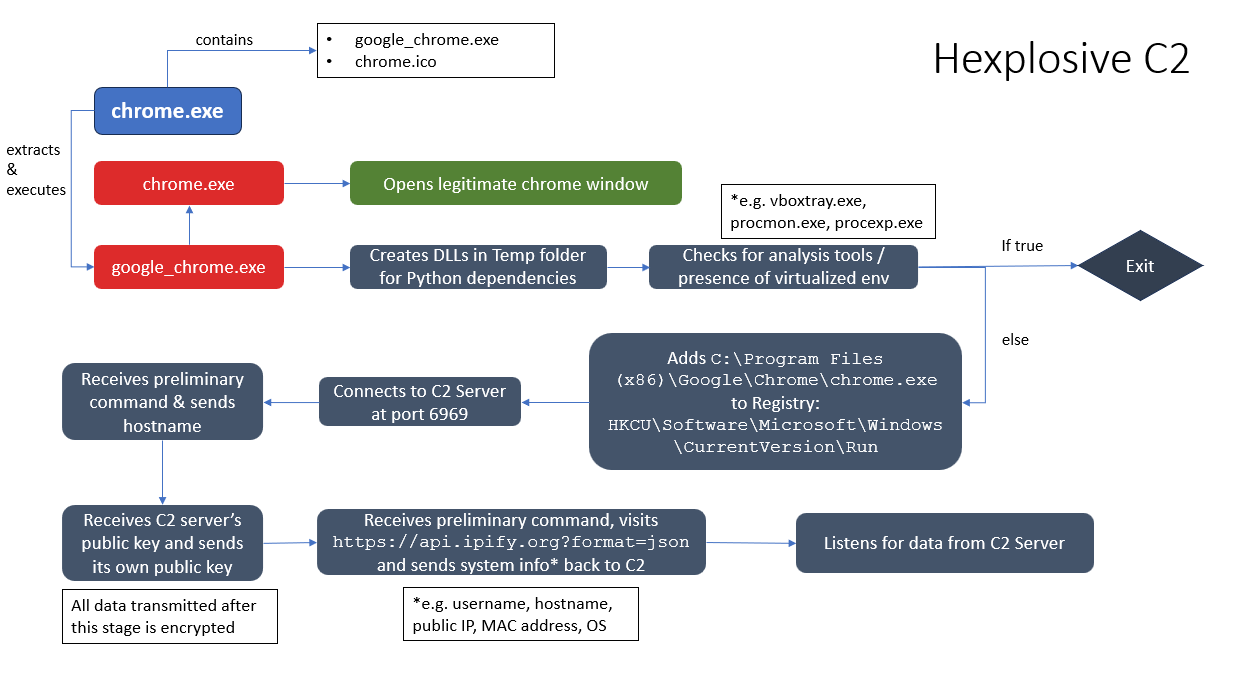 Hexplosive C2
contains
• google_chrome.exe
• chrome.ico
chrome.exe
extracts
&
executes
chrome.exe
Opens legitimate chrome window
*e.g. vboxtray.exe,
procmon.exe, procexp.exe
google_chrome.exe
Creates DLLs in Temp folder
for Python dependencies
Checks for analysis tools /
presence of virtualized env
If true
Exit
else
Adds C:\Program Files
(x86)\Google\Chrome\chrome.exe
to Registry:
HKCU\Software\Microsoft\Windows
\CurrentVersion\Run
Connects to C2 Server
at port 6969
Receives preliminary
command & sends
hostname
Receives C2 server’s
public key and sends
its own public key
All data transmitted after
this stage is encrypted
Receives preliminary command, visits
https://api.ipify.org?format=json
and sends system info* back to C2
*e.g. username, hostname,
public IP, MAC address, OS
Listens for data from C2 Server